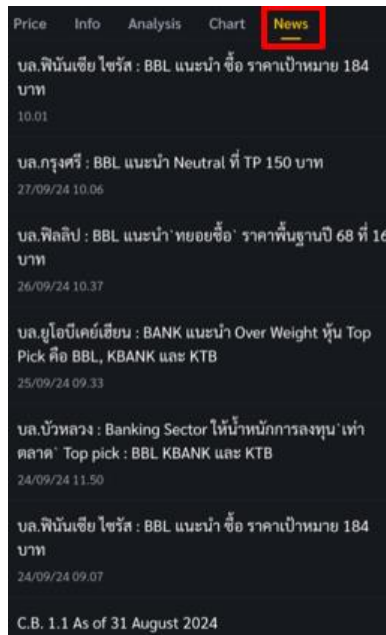 Price Info Analysis Chart News
บล.ฟินันเซีย ไซรัส : BBL แนะนำ ซื้อ ราคาเป้าหมาย 184
บาท
10.01
บล.กรุงศรี : BBL แนะนำ Neutral ที่ TP 150 บาท
27/09/24 10.06
บล.ฟิลลิป : BBL แนะนำ`ทยอยซื้อ` ราคาพื้นฐานปี 68 ที่ 16
บาท
26/09/24 10.37
บล.ยูโอบีเคย์เฮียน : BANK แนะนำ Over Weight หุ้น Top
Pick คือ BBL, KBANK และ KTB
25/09/24 09.33
บล.บัวหลวง : Banking Sector ให้น้ำหนักการลงทุน`เท่า
ตลาด` Top pick : BBL KBANK และ KTB
24/09/24 11.50
บล.ฟินันเซีย ไซรัส : BBL แนะนำ ซื้อ ราคาเป้าหมาย 184
บาท
24/09/24 09.07
C.B. 1.1 As of 31 August 2024